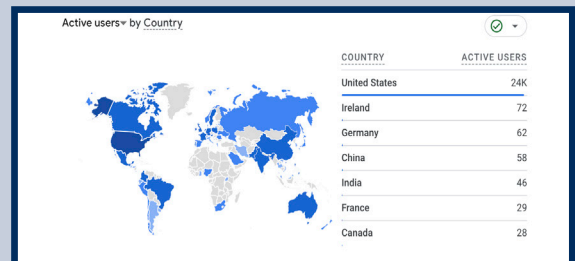 Active users by Country
COUNTRY ACTIVE USERS
United States 24K
Ireland 72
Germany 62
China 58
India 46
France 29
Canada 28